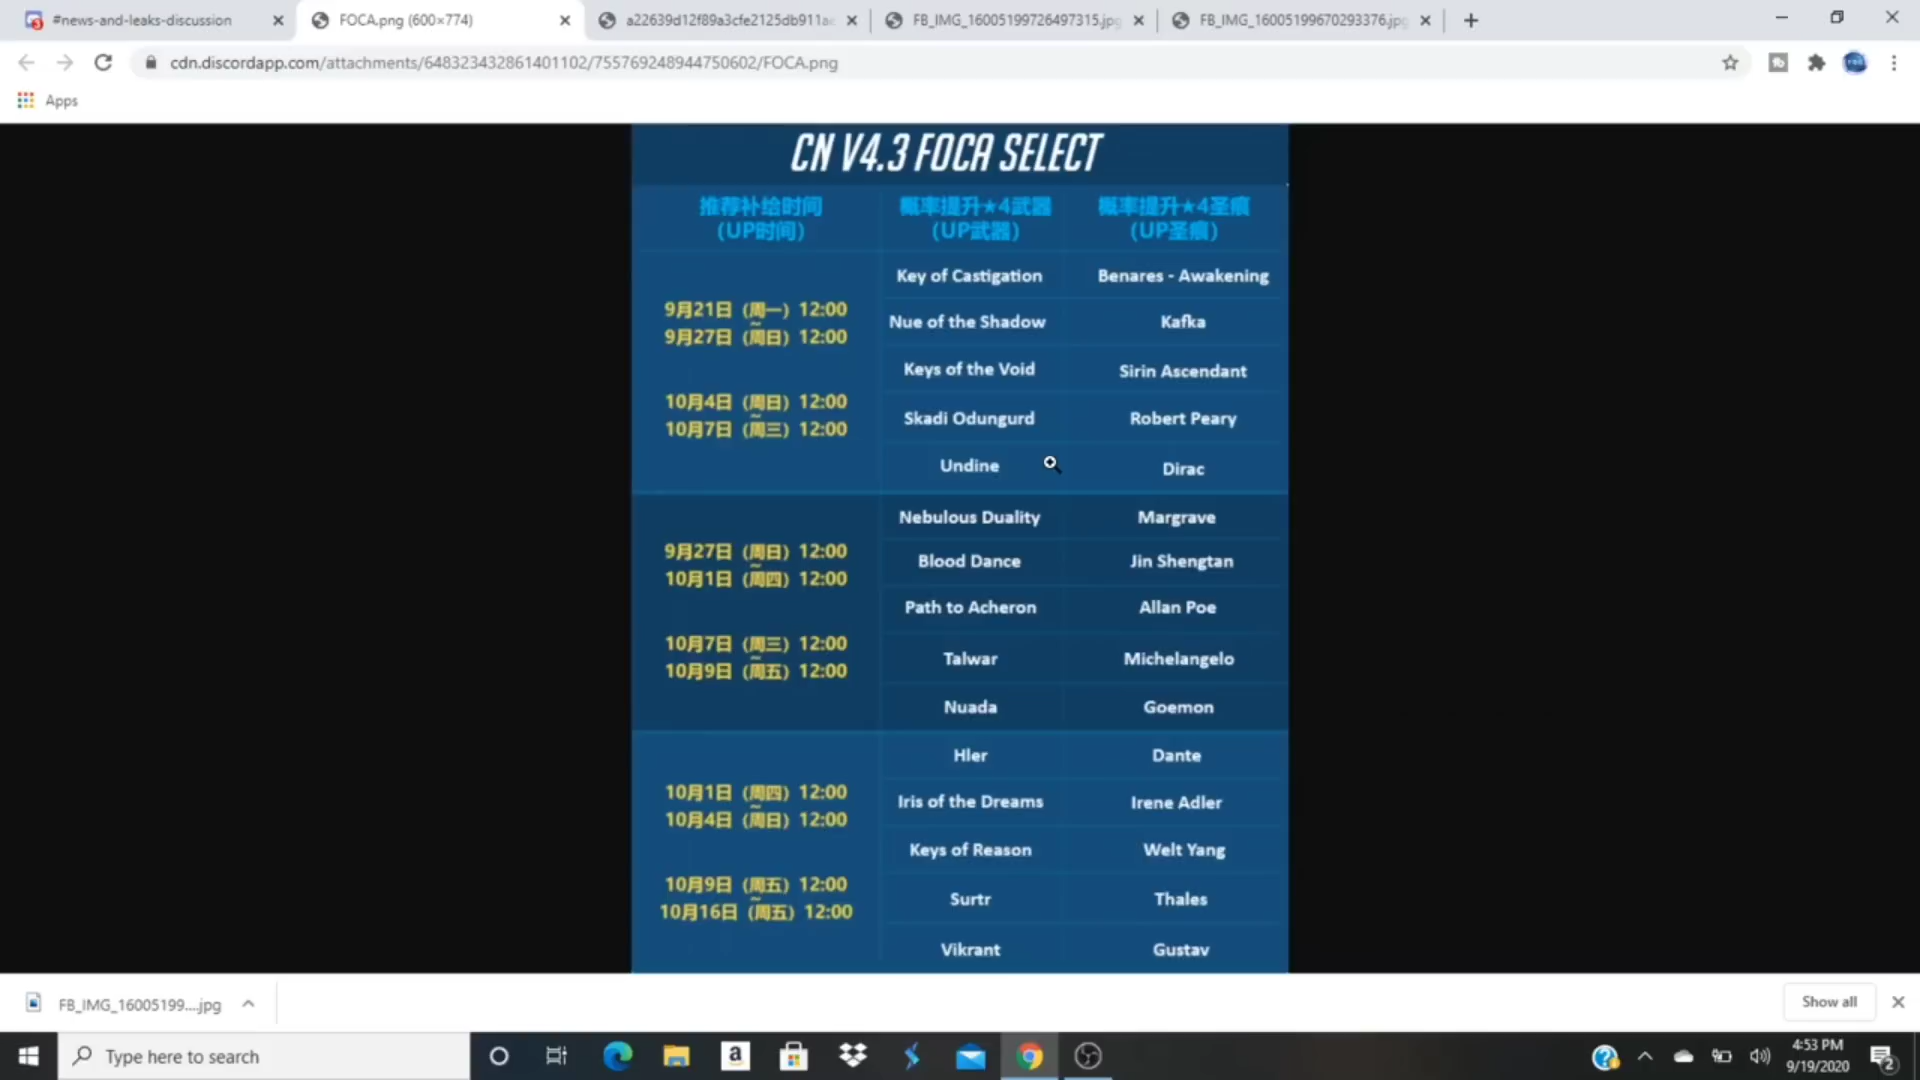 #news-and-leaks-discussion
FOCA.png (600×774)
a22639d12f89a3cfe2125db911ae
FB_IMG_16005199726497315.jpg
FB_IMG_16005199670293376.jpg
cdn.discordapp.com/attachments/648323432861401102/755769248944750602/FOCA.png
Apps
CN V4.3 FOCA SELECT
推荐补给时间 概率提升★4武器 概率提升★4圣痕
(UP时间) (UP武器) (UP圣痕)
9月21日 (周一) 12:00
~
9月27日 (周日) 12:00
10月4日 (周日) 12:00
~
10月7日 (周三) 12:00
Key of Castigation Benares - Awakening
Nue of the Shadow Kafka
Keys of the Void Sirin Ascendant
Skadi Odungurd Robert Peary
Undine Dirac
9月27日 (周日) 12:00
~
10月1日 (周四) 12:00
10月7日 (周三) 12:00
~
10月9日 (周五) 12:00
Nebulous Duality Margrave
Blood Dance Jin Shengtan
Path to Acheron Allan Poe
Talwar Michelangelo
Nuada Goemon
10月1日 (周四) 12:00
~
10月4日 (周日) 12:00
10月9日 (周五) 12:00
~
10月16日 (周五) 12:00
Hler Dante
Iris of the Dreams Irene Adler
Keys of Reason Welt Yang
Surtr Thales
Vikrant Gustav
FB_IMG_16005199....jpg
Show all
Type here to search
4:53 PM
9/19/2020
2